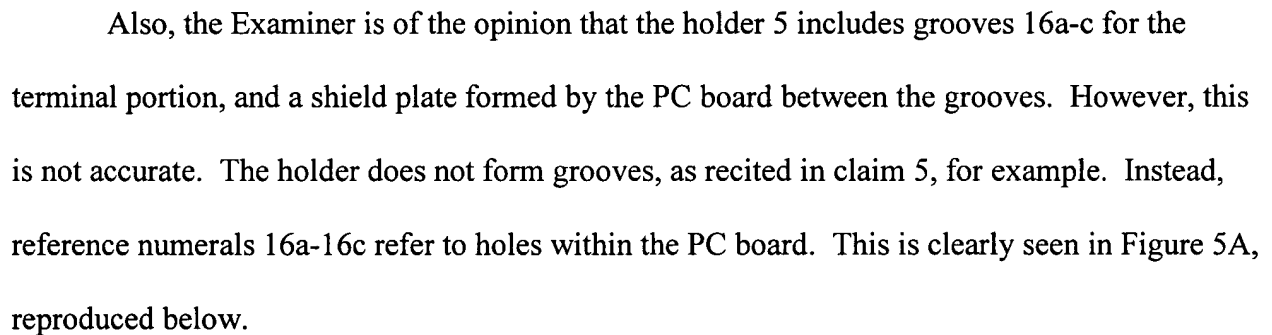 Also, the Examiner is of the opinion that the holder 5 includes grooves 16a-c for the
terminal portion, and a shield plate formed by the PC board between the grooves.  However, this
is not accurate.  The holder does not form grooves, as recited in claim 5, for example.  Instead,
reference numerals 16a-16c refer to holes within the PC board.  This is clearly seen in Figure 5A,
reproduced below.